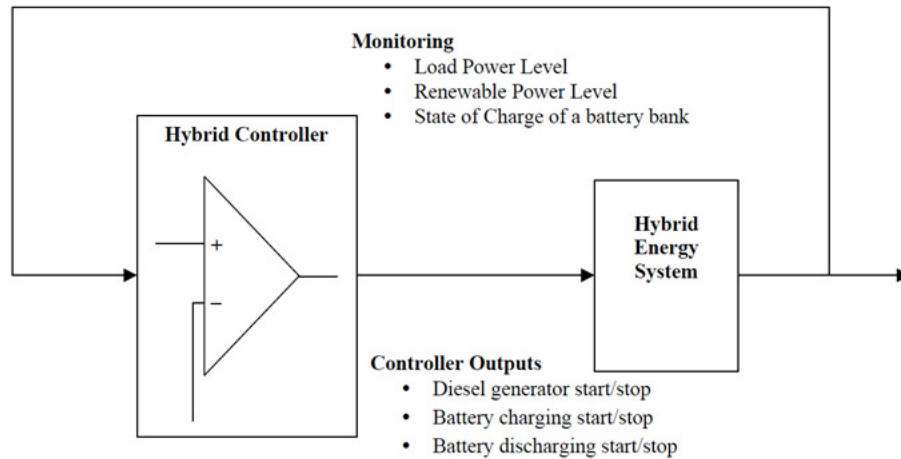 Monitoring
• Load Power Level
• Renewable Power Level
• State of Charge of a battery bank
Hybrid Controller
+
−
Hybrid
Energy
System
Controller Outputs
• Diesel generator start/stop
• Battery charging start/stop
• Battery discharging start/stop